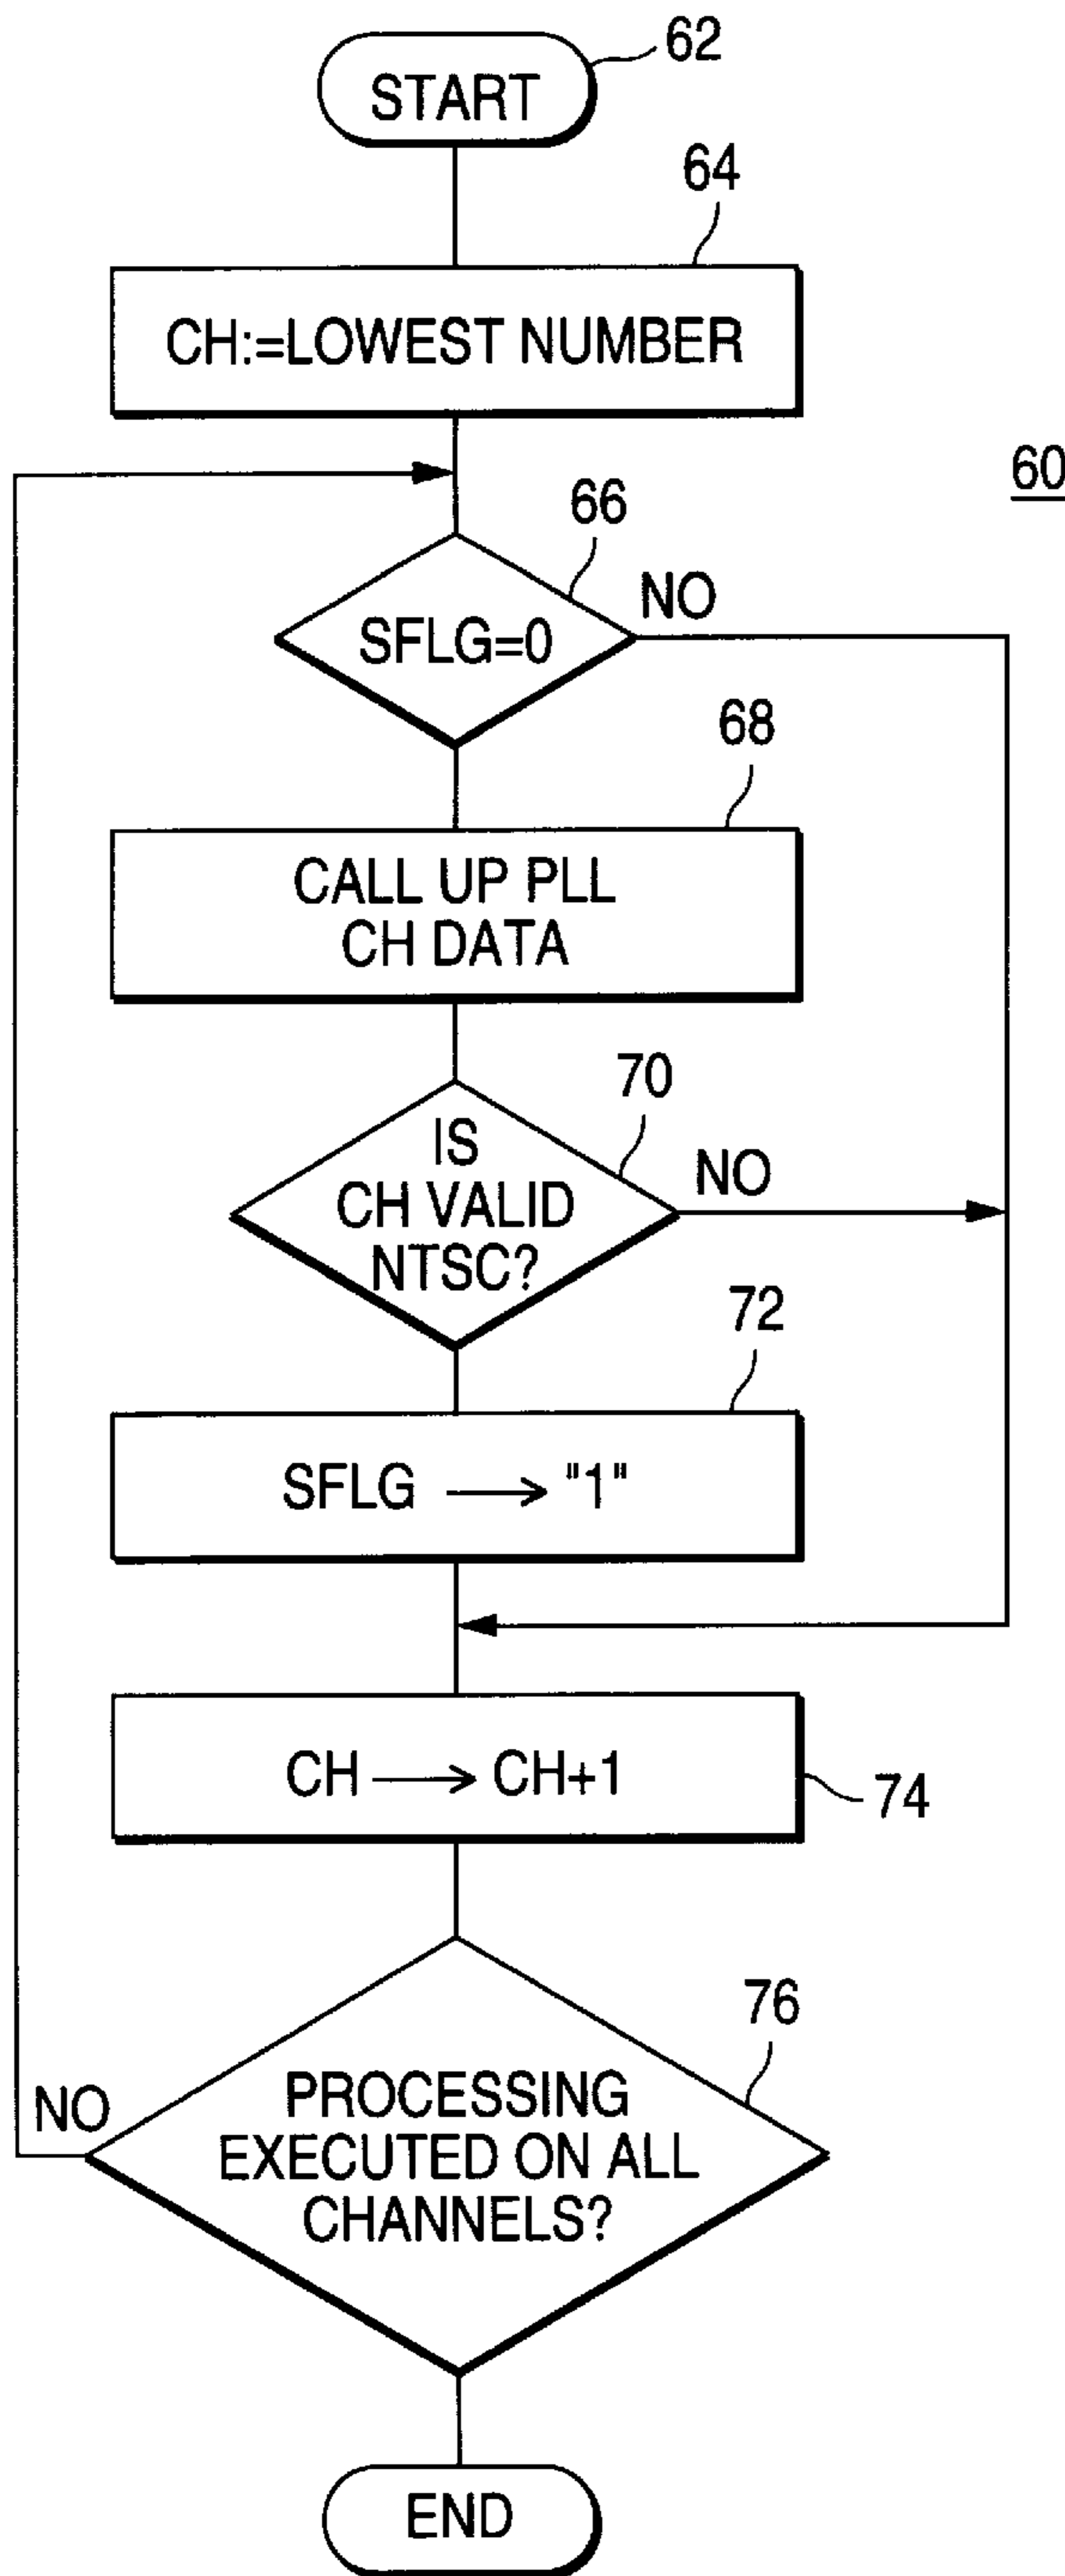 62
START
64
CH:=LOWEST NUMBER
60
66
NO
SFLG=0
68
CALL UP PLL
CH DATA
70
IS
CH VALID
NTSC?
NO
72
SFLG ⟶ "1"
CH ⟶ CH+1
74
76
NO
PROCESSING
EXECUTED ON ALL
CHANNELS?
END